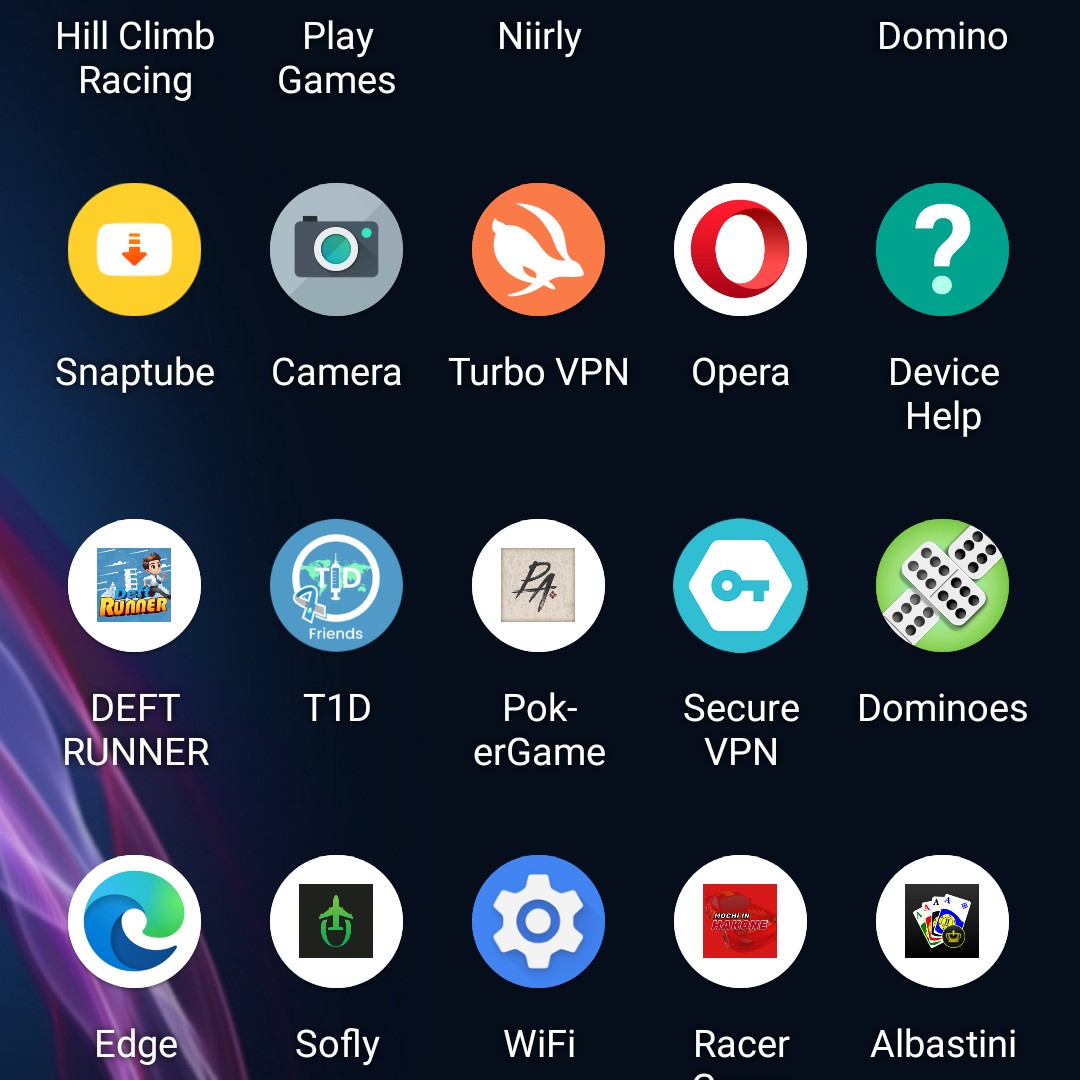 Hill Climb
Racing
Play
Games
Niirly
Domino
Snaptube
Camera
Turbo VPN
Opera
?
Device
Help
Deft
RUNNER
DEFT
RUNNER
T1D
Friends
T1D
PA
Pok-
erGame
Secure
VPN
Dominoes
Edge
Sofly
WiFi
MOCHI IN
HAKONE
Racer
A A A A
Albastini